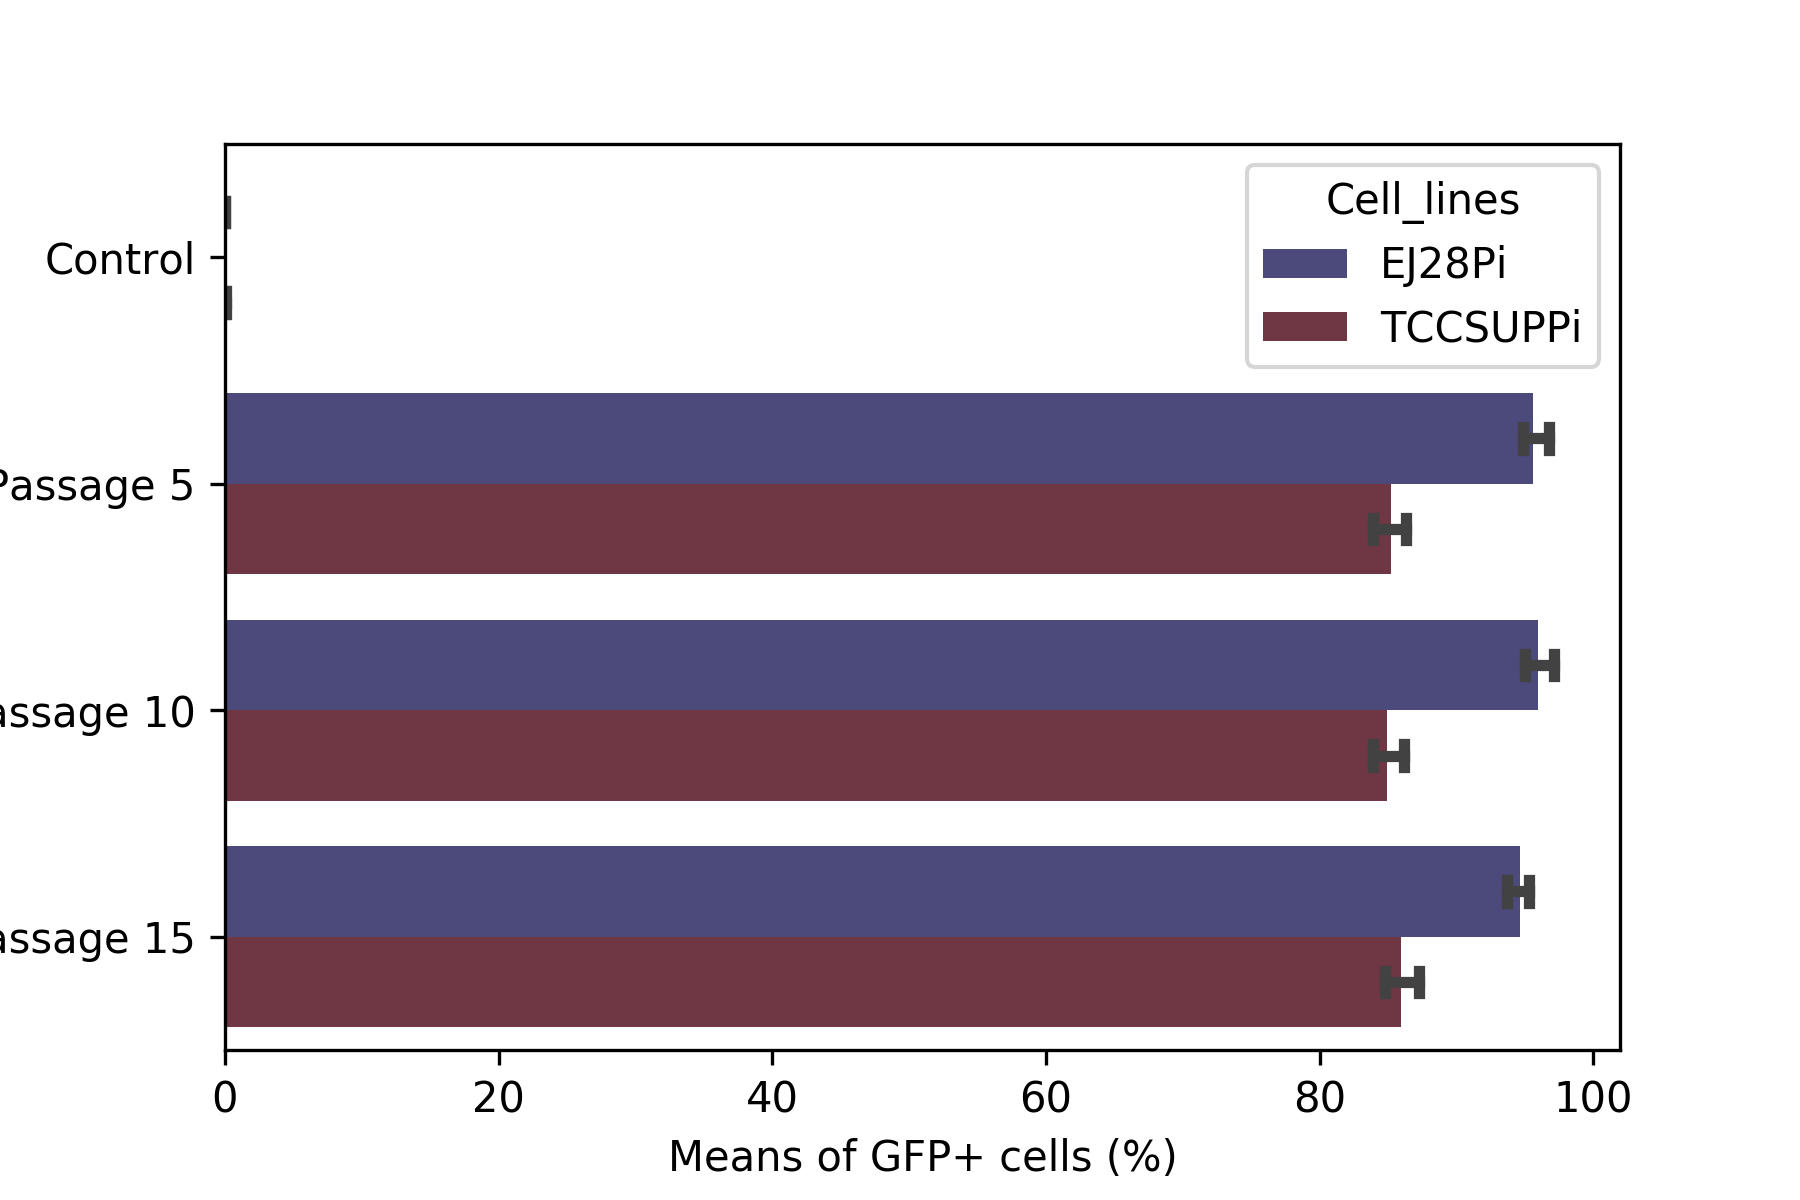 Cell_lines
EJ28Pi
TCCSUPPi
Control
Passage 5
assage 10
assage 15
0 20 40 60 80 100
Means of GFP+ cells (%)